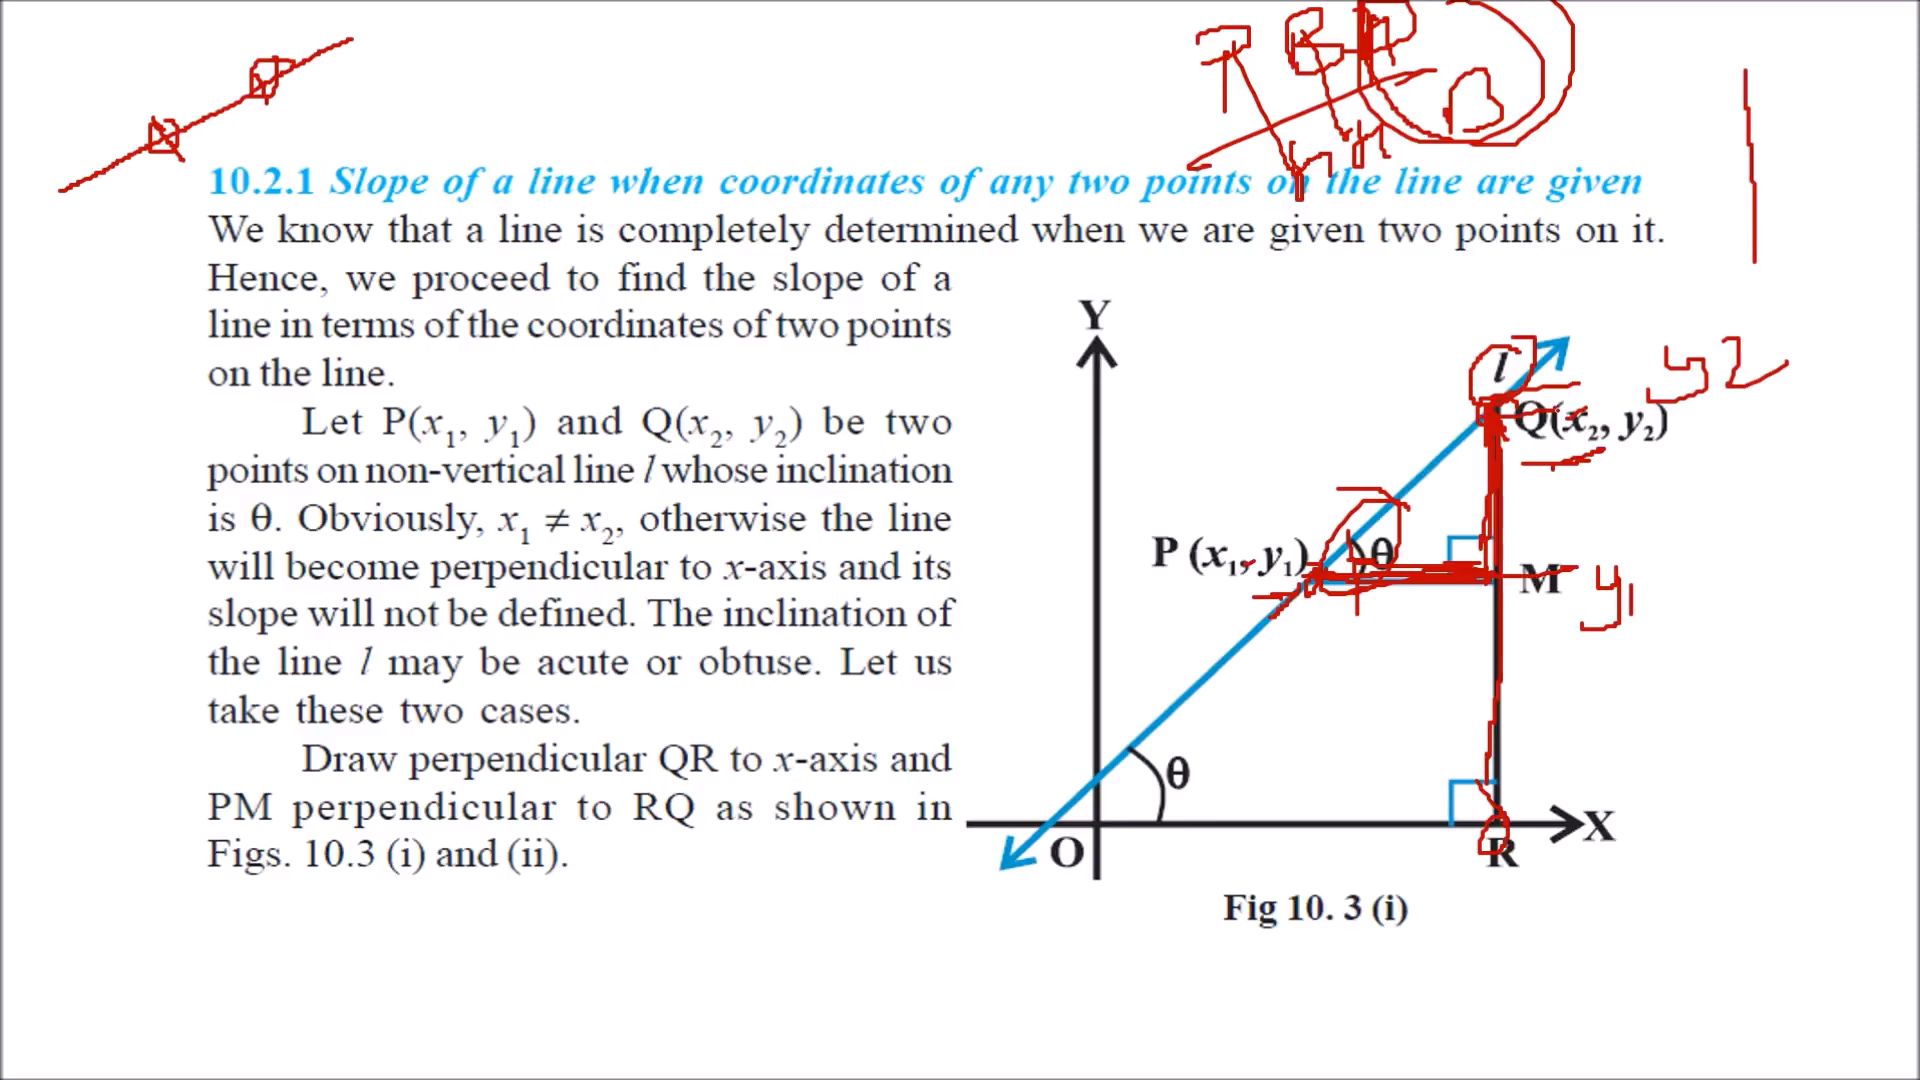 10.2.1 Slope of a line when coordinates of any two points on the line are given
We know that a line is completely determined when we are given two points on it.
Hence, we proceed to find the slope of a
line in terms of the coordinates of two points
on the line.
Let P(x₁, y₁) and Q(x₂, y₂) be two
points on non-vertical line l whose inclination
is θ. Obviously, x₁ ≠ x₂, otherwise the line
will become perpendicular to x-axis and its
slope will not be defined. The inclination of
the line l may be acute or obtuse. Let us
take these two cases.
Draw perpendicular QR to x-axis and
PM perpendicular to RQ as shown in
Figs. 10.3 (i) and (ii).
Y
l
y2
Q(x₂, y₂)
P (x₁, y₁)
θ
M
y1
θ
X
O
R
Fig 10. 3 (i)